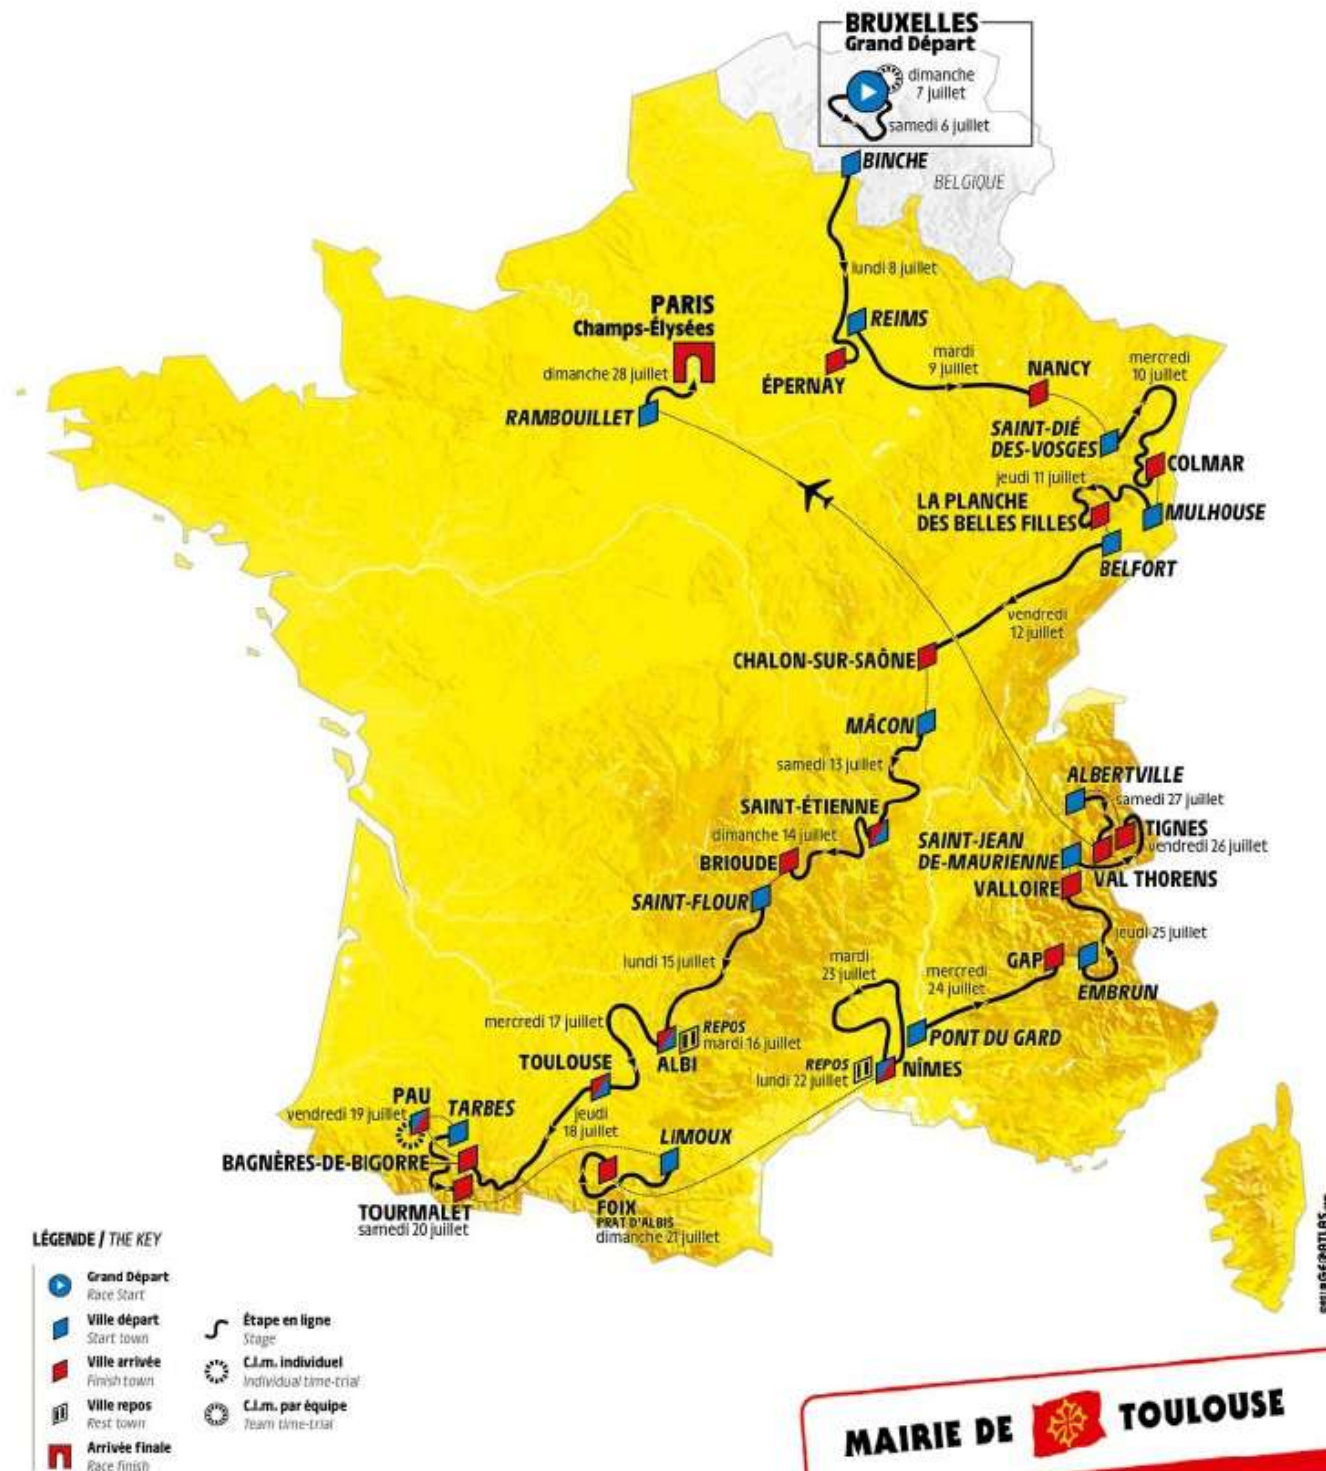 BRUXELLES
Grand Départ
dimanche
7 juillet
samedi 6 juillet
BINCHE
BELGIQUE
lundi 8 juillet
REIMS
PARIS
Champs-Élysées
dimanche 28 juillet
RAMBOUILLET
ÉPERNAY
mardi
9 juillet
NANCY
mercredi
10 juillet
SAINT-DIÉ
DES-VOSGES
COLMAR
jeudi 11 juillet
LA PLANCHE
DES BELLES FILLES
MULHOUSE
BELFORT
vendredi
12 juillet
CHALON-SUR-SAÔNE
MÂCON
samedi 13 juillet
SAINT-ÉTIENNE
dimanche 14 juillet
BRIOUDE
SAINT-FLOUR
ALBERTVILLE
samedi 27 juillet
TIGNES
vendredi 26 juillet
SAINT-JEAN
DE-MAURIENNE
VAL THORENS
VALLOIRE
jeudi 25 juillet
GAP
EMBRUN
lundi 15 juillet
mardi
23 juillet
mercredi
24 juillet
PONT DU GARD
mercredi 17 juillet
REPOS
mardi 16 juillet
ALBI
REPOS
lundi 22 juillet
NÎMES
TOULOUSE
jeudi
18 juillet
PAU
vendredi 19 juillet
TARBES
LIMOUX
BAGNÈRES-DE-BIGORRE
TOURMALET
samedi 20 juillet
FOIX
PRAT D'ALBIS
dimanche 21 juillet
LÉGENDE / THE KEY
Grand Départ
Race Start
Ville départ
Start town
Ville arrivée
Finish town
Ville repos
Rest town
Arrivée finale
Race finish
Étape en ligne
Stage
C.l.m. individuel
Individual time-trial
C.l.m. par équipe
Team time-trial
MAIRIE DE TOULOUSE